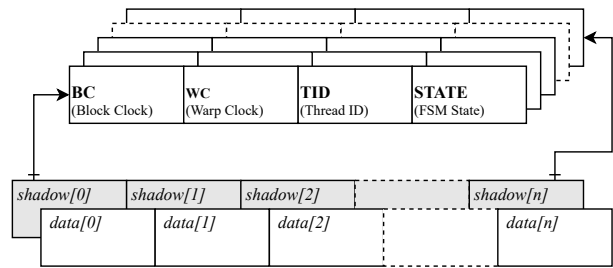 BC WC TID STATE
(Block Clock) (Warp Clock) (Thread ID) (FSM State)
shadow[0] shadow[1] shadow[2] shadow[n]
data[0] data[1] data[2] data[n]